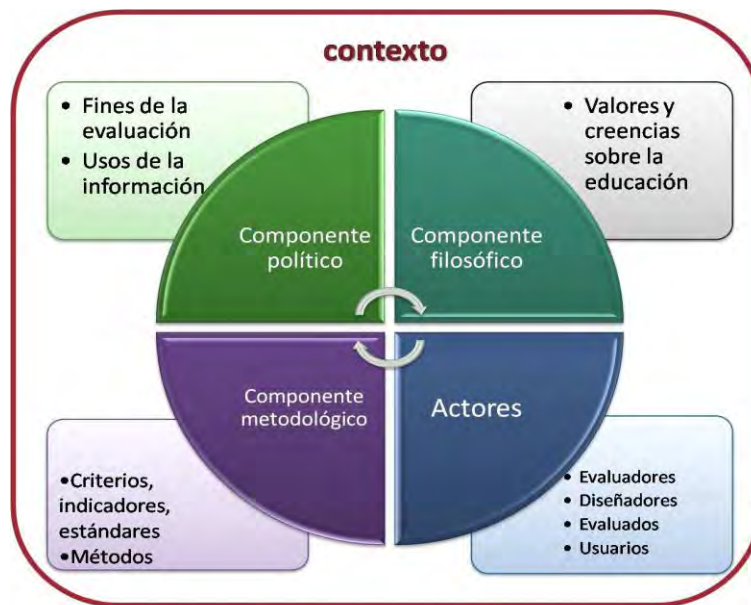 contexto
• Fines de la
evaluación
• Usos de la
información
• Valores y
creencias
sobre la
educación
Componente
político
Componente
filosófico
Componente
metodológico
Actores
•Criterios,
indicadores,
estándares
•Métodos
• Evaluadores
• Diseñadores
• Evaluados
• Usuarios